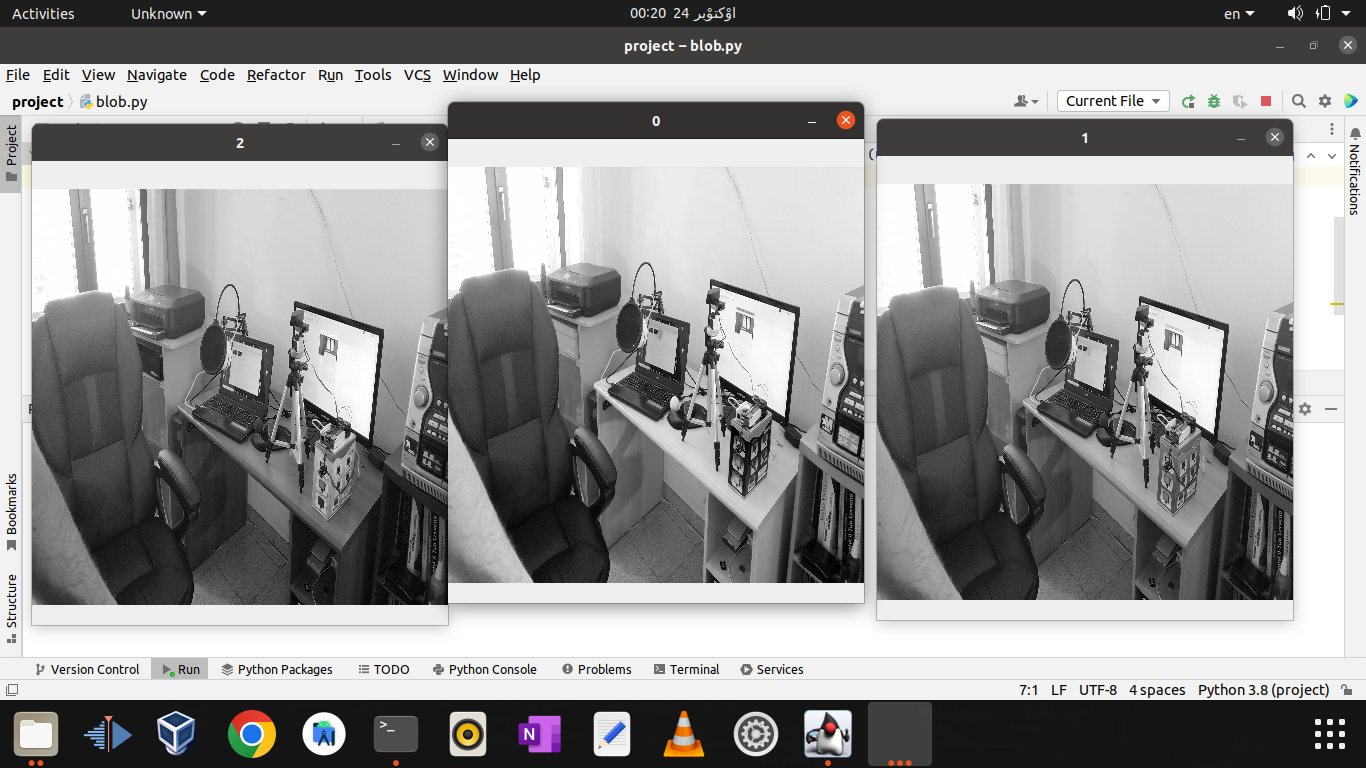 Activities
Unknown
00:20 24 اۋكتوْبر
en
project – blob.py
File Edit View Navigate Code Refactor Run Tools VCS Window Help
project
blob.py
Current File
2
0
1
(
Project
Bookmarks
Structure
Notifications
Version Control
Run
Python Packages
TODO
Python Console
Problems
Terminal
Services
7:1 LF UTF-8 4 spaces Python 3.8 (project)
>_
N